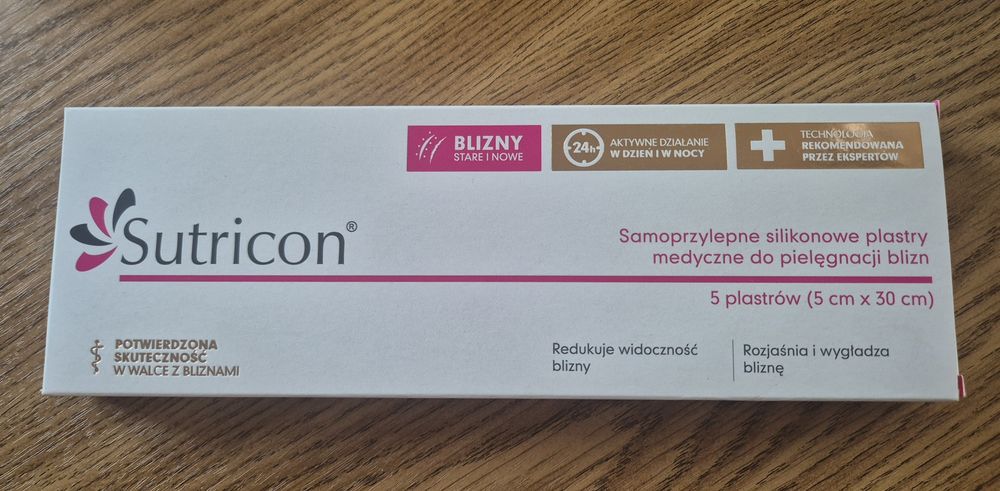 BLIZNY
STARE I NOWE
24h
AKTYWNE DZIAŁANIE
W DZIEŃ I W NOCY
TECHNOLOGIA
REKOMENDOWANA
PRZEZ EKSPERTÓW
Sutricon®
Samoprzylepne silikonowe plastry
medyczne do pielęgnacji blizn
5 plastrów (5 cm x 30 cm)
POTWIERDZONA
SKUTECZNOŚĆ
W WALCE Z BLIZNAMI
Redukuje widoczność
blizny
Rozjaśnia i wygładza
bliznę